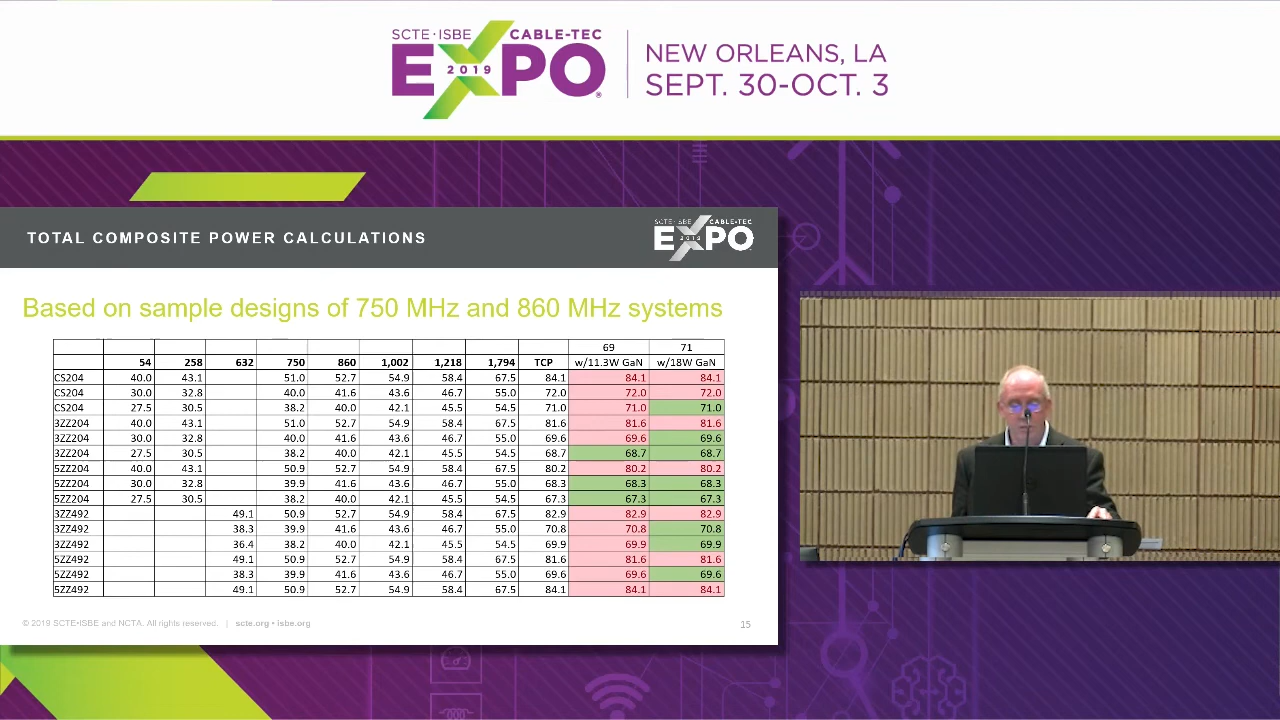 SCTE·ISBE CABLE-TEC
EXPO
2019
NEW ORLEANS, LA
SEPT. 30-OCT. 3
TOTAL COMPOSITE POWER CALCULATIONS
SCTE·ISBE CABLE-TEC
EXPO
2019
Based on sample designs of 750 MHz and 860 MHz systems
69 71
54 258 632 750 860 1,002 1,218 1,794 TCP w/11.3W GaN w/18W GaN
CS204 40.0 43.1 51.0 52.7 54.9 58.4 67.5 84.1 84.1 84.1
CS204 30.0 32.8 40.0 41.6 43.6 46.7 55.0 72.0 72.0 72.0
CS204 27.5 30.5 38.2 40.0 42.1 45.5 54.5 71.0 71.0 71.0
3ZZ204 40.0 43.1 51.0 52.7 54.9 58.4 67.5 81.6 81.6 81.6
3ZZ204 30.0 32.8 40.0 41.6 43.6 46.7 55.0 69.6 69.6 69.6
3ZZ204 27.5 30.5 38.2 40.0 42.1 45.5 54.5 68.7 68.7 68.7
5ZZ204 40.0 43.1 50.9 52.7 54.9 58.4 67.5 80.2 80.2 80.2
5ZZ204 30.0 32.8 39.9 41.6 43.6 46.7 55.0 68.3 68.3 68.3
5ZZ204 27.5 30.5 38.2 40.0 42.1 45.5 54.5 67.3 67.3 67.3
3ZZ492 49.1 50.9 52.7 54.9 58.4 67.5 82.9 82.9 82.9
3ZZ492 38.3 39.9 41.6 43.6 46.7 55.0 70.8 70.8 70.8
3ZZ492 36.4 38.2 40.0 42.1 45.5 54.5 69.9 69.9 69.9
5ZZ492 49.1 50.9 52.7 54.9 58.4 67.5 81.6 81.6 81.6
5ZZ492 38.3 39.9 41.6 43.6 46.7 55.0 69.6 69.6 69.6
5ZZ492 49.1 50.9 52.7 54.9 58.4 67.5 84.1 84.1 84.1
© 2019 SCTE•ISBE and NCTA. All rights reserved. | scte.org • isbe.org 15